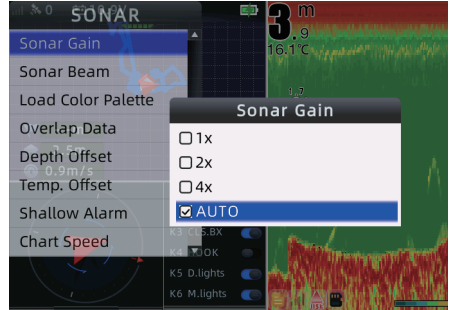 SONAR
Sonar Gain
Sonar Beam
Load Color Palette
Overlap Data
Depth Offset
Temp. Offset
Shallow Alarm
Chart Speed
Sonar Gain
1x
2x
4x
AUTO
0.9m/s
K5 D.lights
K6 M.lights
3.9 m
16.1℃